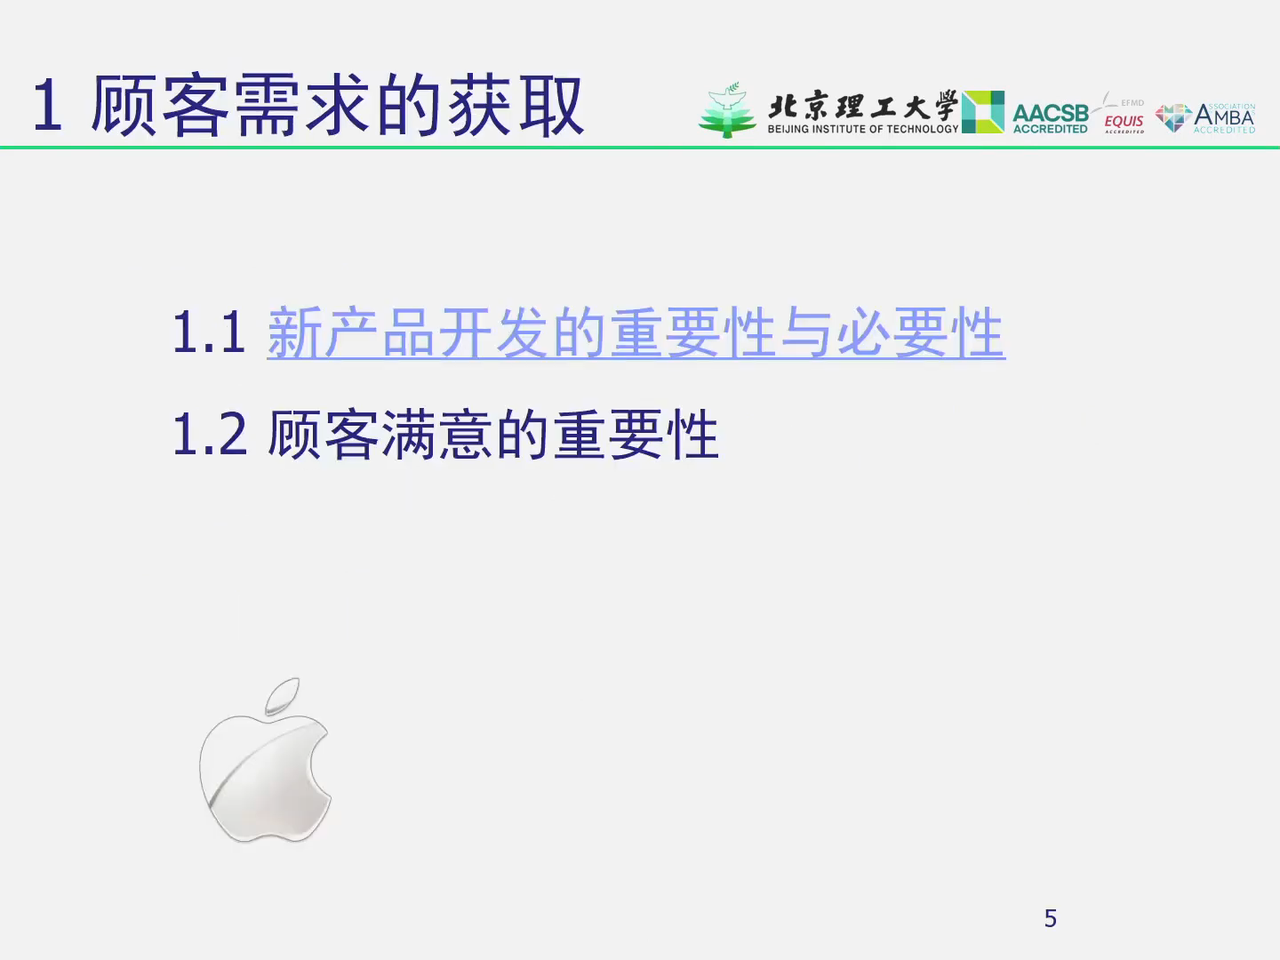 1 顾客需求的获取
北京理工大学
BEIJING INSTITUTE OF TECHNOLOGY
AACSB
ACCREDITED
EFMD
EQUIS
ACCREDITED
ASSOCIATION
AMBA
ACCREDITED
1.1 新产品开发的重要性与必要性
1.2 顾客满意的重要性
5